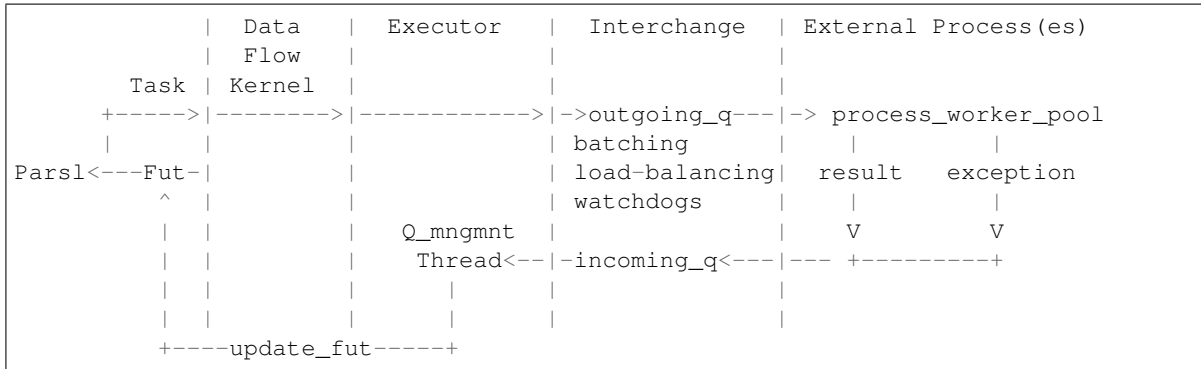 |   Data   |  Executor   |  Interchange  | External Process(es)
                 |   Flow   |             |               |
            Task | Kernel   |             |               |
          +----->|--------->|------------>|->outgoing_q---|-> process_worker_pool
          |      |          |             | batching      |    |         |
    Parsl<---Fut-|          |             | load-balancing|  result   exception
              ^  |          |             | watchdogs     |    |         |
              |  |          |   Q_mngmnt  |               |    V         V
              |  |          |    Thread<--|-incoming_q<---|--- +---------+
              |  |          |      |      |               |
              |  |          |      |      |               |
              +----update_fut-----+